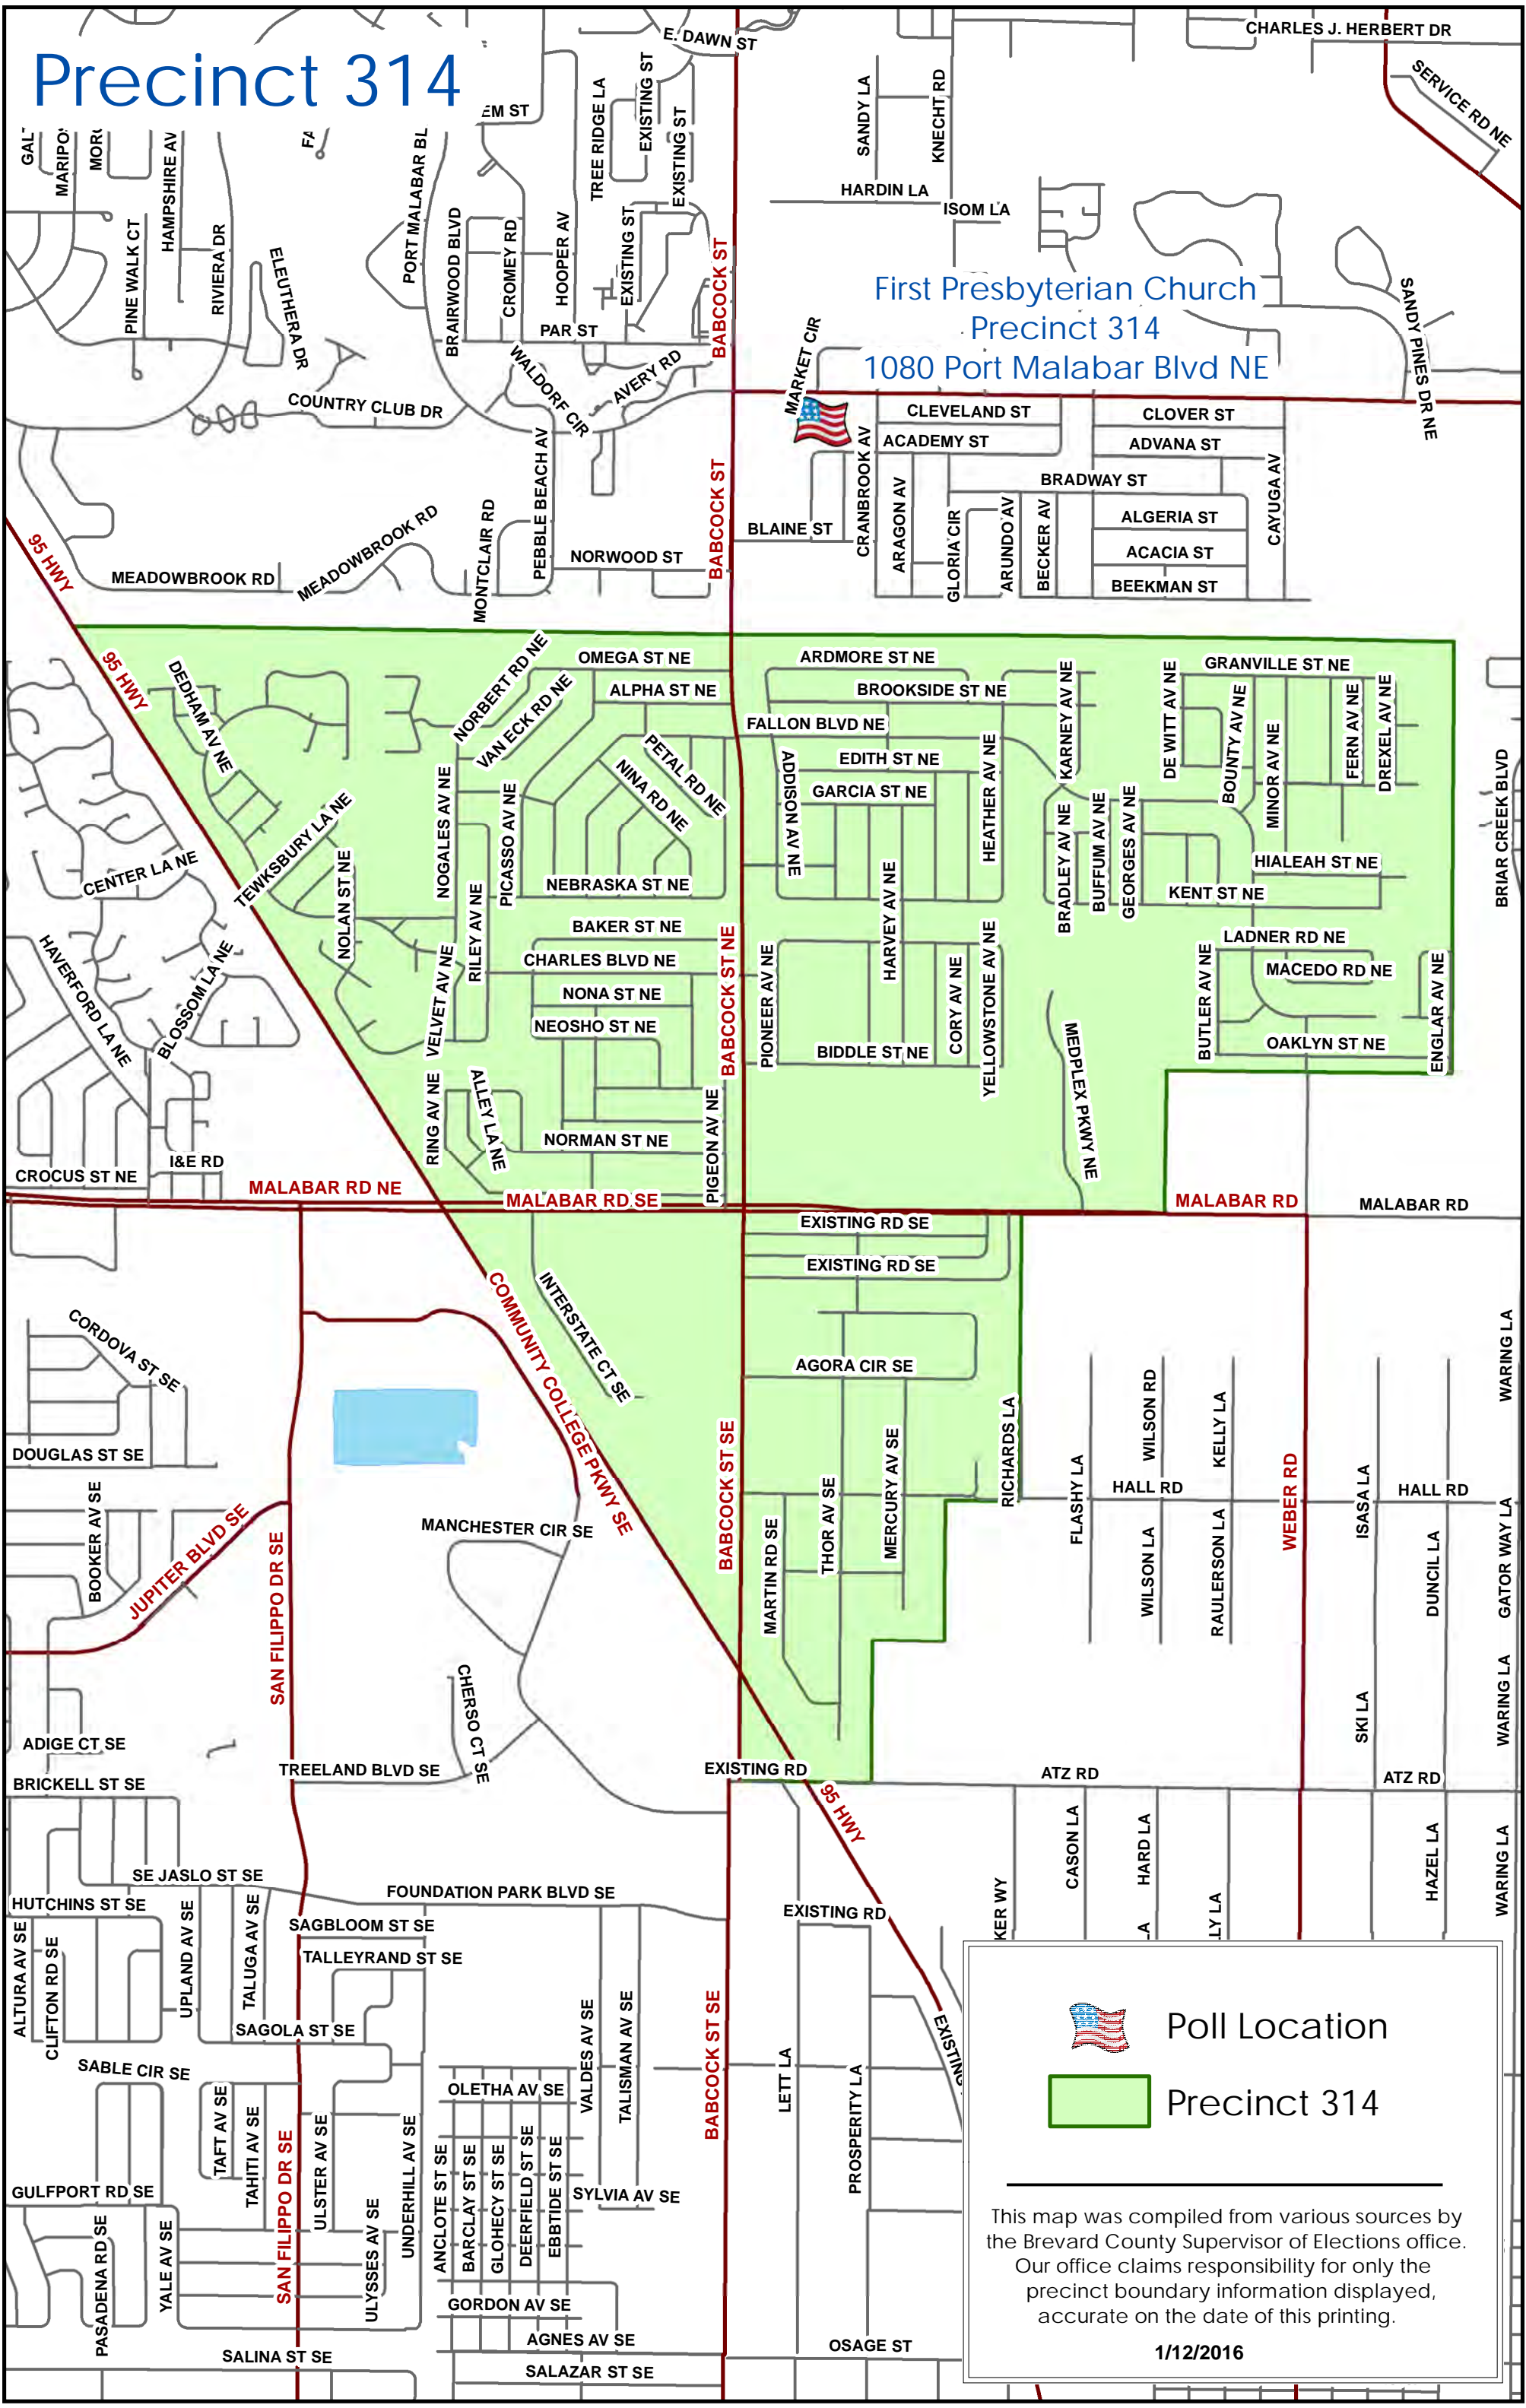 Precinct 314
E. DAWN ST
CHARLES J. HERBERT DR
SERVICE RD NE
EM ST
TREE RIDGE LA
EXISTING ST
EXISTING ST
SANDY LA
KNECHT RD
HAMPSHIRE AV
PORT MALABAR BL
HARDIN LA
ISOM LA
PINE WALK CT
RIVIERA DR
ELEUTHERA DR
BRAIRWOOD BLVD
CROMEY RD
HOOPER AV
EXISTING ST
BABCOCK ST
First Presbyterian Church
Precinct 314
1080 Port Malabar Blvd NE
SANDY PINES DR NE
PAR ST
WALDORF CIR
AVERY RD
MARKET CIR
COUNTRY CLUB DR
CLEVELAND ST
CLOVER ST
ACADEMY ST
ADVANA ST
PEBBLE BEACH AV
BABCOCK ST
CRANBROOK AV
ARAGON AV
BRADWAY ST
CAYUGA AV
GLORIA CIR
ARUNDO AV
BECKER AV
ALGERIA ST
BLAINE ST
ACACIA ST
BEEKMAN ST
95 HWY
MEADOWBROOK RD
MEADOWBROOK RD
MONTCLAIR RD
NORWOOD ST
95 HWY
DEDHAM AV NE
NORBERT RD NE
OMEGA ST NE
ARDMORE ST NE
GRANVILLE ST NE
VAN ECK RD NE
ALPHA ST NE
BROOKSIDE ST NE
KARNEY AV NE
DE WITT AV NE
BOUNTY AV NE
MINOR AV NE
FERN AV NE
DREXEL AV NE
FALLON BLVD NE
PETAL RD NE
NINA RD NE
ADDISON AV NE
EDITH ST NE
HEATHER AV NE
GARCIA ST NE
BRIAR CREEK BLVD
TEWKSBURY LA NE
NOGALES AV NE
PICASSO AV NE
BRADLEY AV NE
BUFFUM AV NE
GEORGES AV NE
CENTER LA NE
NOLAN ST NE
NEBRASKA ST NE
HARVEY AV NE
HIALEAH ST NE
KENT ST NE
HAVERFORD LA NE
BLOSSOM LA NE
VELVET AV NE
RILEY AV NE
BAKER ST NE
CHARLES BLVD NE
NONA ST NE
NEOSHO ST NE
BABCOCK ST NE
PIONEER AV NE
CORY AV NE
YELLOWSTONE AV NE
LADNER RD NE
MACEDO RD NE
BUTLER AV NE
ENGLAR AV NE
OAKLYN ST NE
BIDDLE ST NE
MEDPLEX PKWY NE
RING AV NE
ALLEY LA NE
NORMAN ST NE
PIGEON AV NE
I&E RD
CROCUS ST NE
MALABAR RD NE
MALABAR RD SE
MALABAR RD
MALABAR RD
EXISTING RD SE
EXISTING RD SE
CORDOVA ST SE
COMMUNITY COLLEGE PKWY SE
INTERSTATE CT SE
AGORA CIR SE
WARING LA
DOUGLAS ST SE
BABCOCK ST SE
MERCURY AV SE
RICHARDS LA
WILSON RD
KELLY LA
FLASHY LA
HALL RD
WEBER RD
ISASA LA
HALL RD
BOOKER AV SE
JUPITER BLVD SE
SAN FILIPPO DR SE
MANCHESTER CIR SE
MARTIN RD SE
THOR AV SE
WILSON LA
RAULERSON LA
DUNCIL LA
GATOR WAY LA
CHERSO CT SE
SKI LA
WARING LA
ADIGE CT SE
BRICKELL ST SE
TREELAND BLVD SE
EXISTING RD
95 HWY
ATZ RD
ATZ RD
SE JASLO ST SE
FOUNDATION PARK BLVD SE
CASON LA
HARD LA
HAZEL LA
WARING LA
HUTCHINS ST SE
ALTURA AV SE
CLIFTON RD SE
UPLAND AV SE
TALUGA AV SE
SAGBLOOM ST SE
TALLEYRAND ST SE
EXISTING RD
KER WY
LA
LLY LA
SAGOLA ST SE
SABLE CIR SE
VALDES AV SE
TALISMAN AV SE
BABCOCK ST SE
LETT LA
PROSPERITY LA
EXISTING
Poll Location
Precinct 314
OLETHA AV SE
TAFT AV SE
TAHITI AV SE
SAN FILIPPO DR SE
ULSTER AV SE
UNDERHILL AV SE
ANCLOTE ST SE
BARCLAY ST SE
GLOHECY ST SE
DEERFIELD ST SE
EBBTIDE ST SE
SYLVIA AV SE
GULFPORT RD SE
PASADENA RD SE
YALE AV SE
ULYSSES AV SE
GORDON AV SE
AGNES AV SE
SALINA ST SE
SALAZAR ST SE
OSAGE ST
This map was compiled from various sources by
the Brevard County Supervisor of Elections office.
Our office claims responsibility for only the
precinct boundary information displayed,
accurate on the date of this printing.
1/12/2016